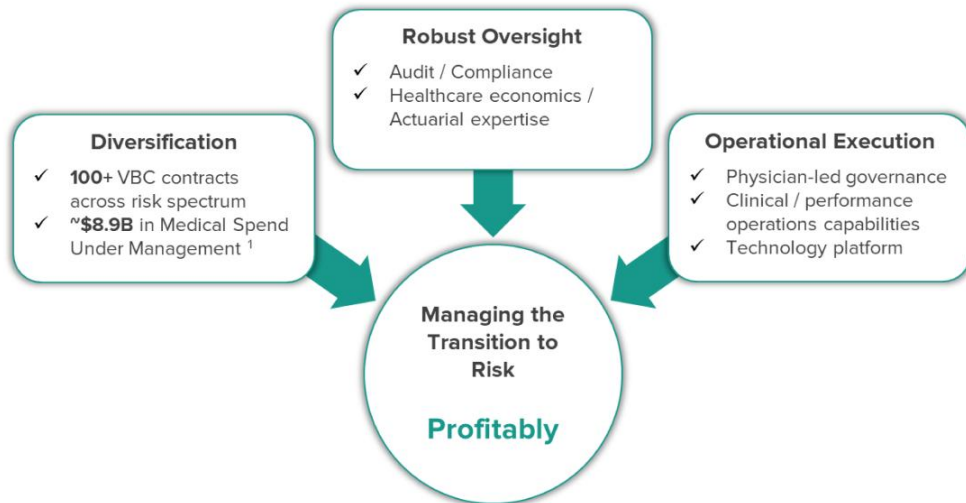 Robust Oversight
✓ Audit / Compliance
✓ Healthcare economics /
Actuarial expertise
Diversification
✓ 100+ VBC contracts
across risk spectrum
✓ ~$8.9B in Medical Spend
Under Management ¹
Operational Execution
✓ Physician-led governance
✓ Clinical / performance
operations capabilities
✓ Technology platform
Managing the
Transition to
Risk
Profitably